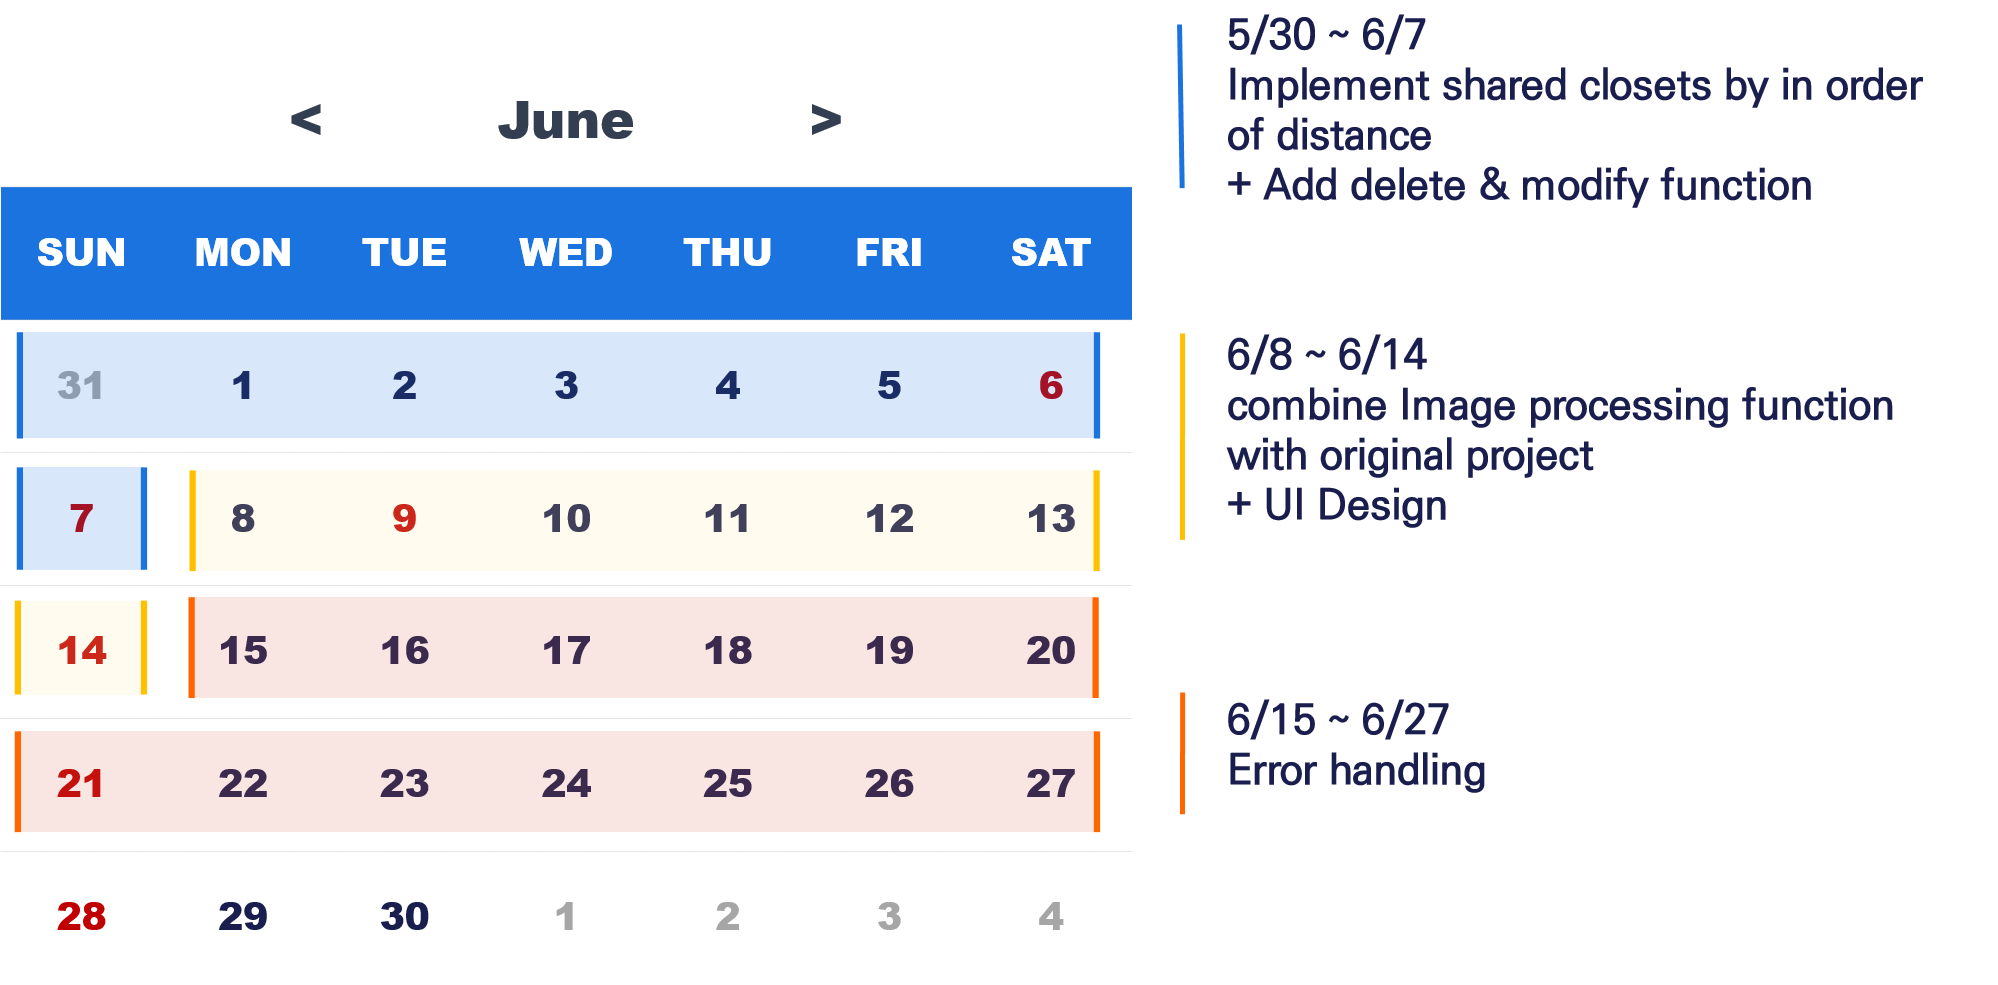 < June >
SUN MON TUE WED THU FRI SAT
31 1 2 3 4 5 6
7 8 9 10 11 12 13
14 15 16 17 18 19 20
21 22 23 24 25 26 27
28 29 30 1 2 3 4
5/30 ~ 6/7
Implement shared closets by in order
of distance
+ Add delete & modify function
6/8 ~ 6/14
combine Image processing function
with original project
+ UI Design
6/15 ~ 6/27
Error handling